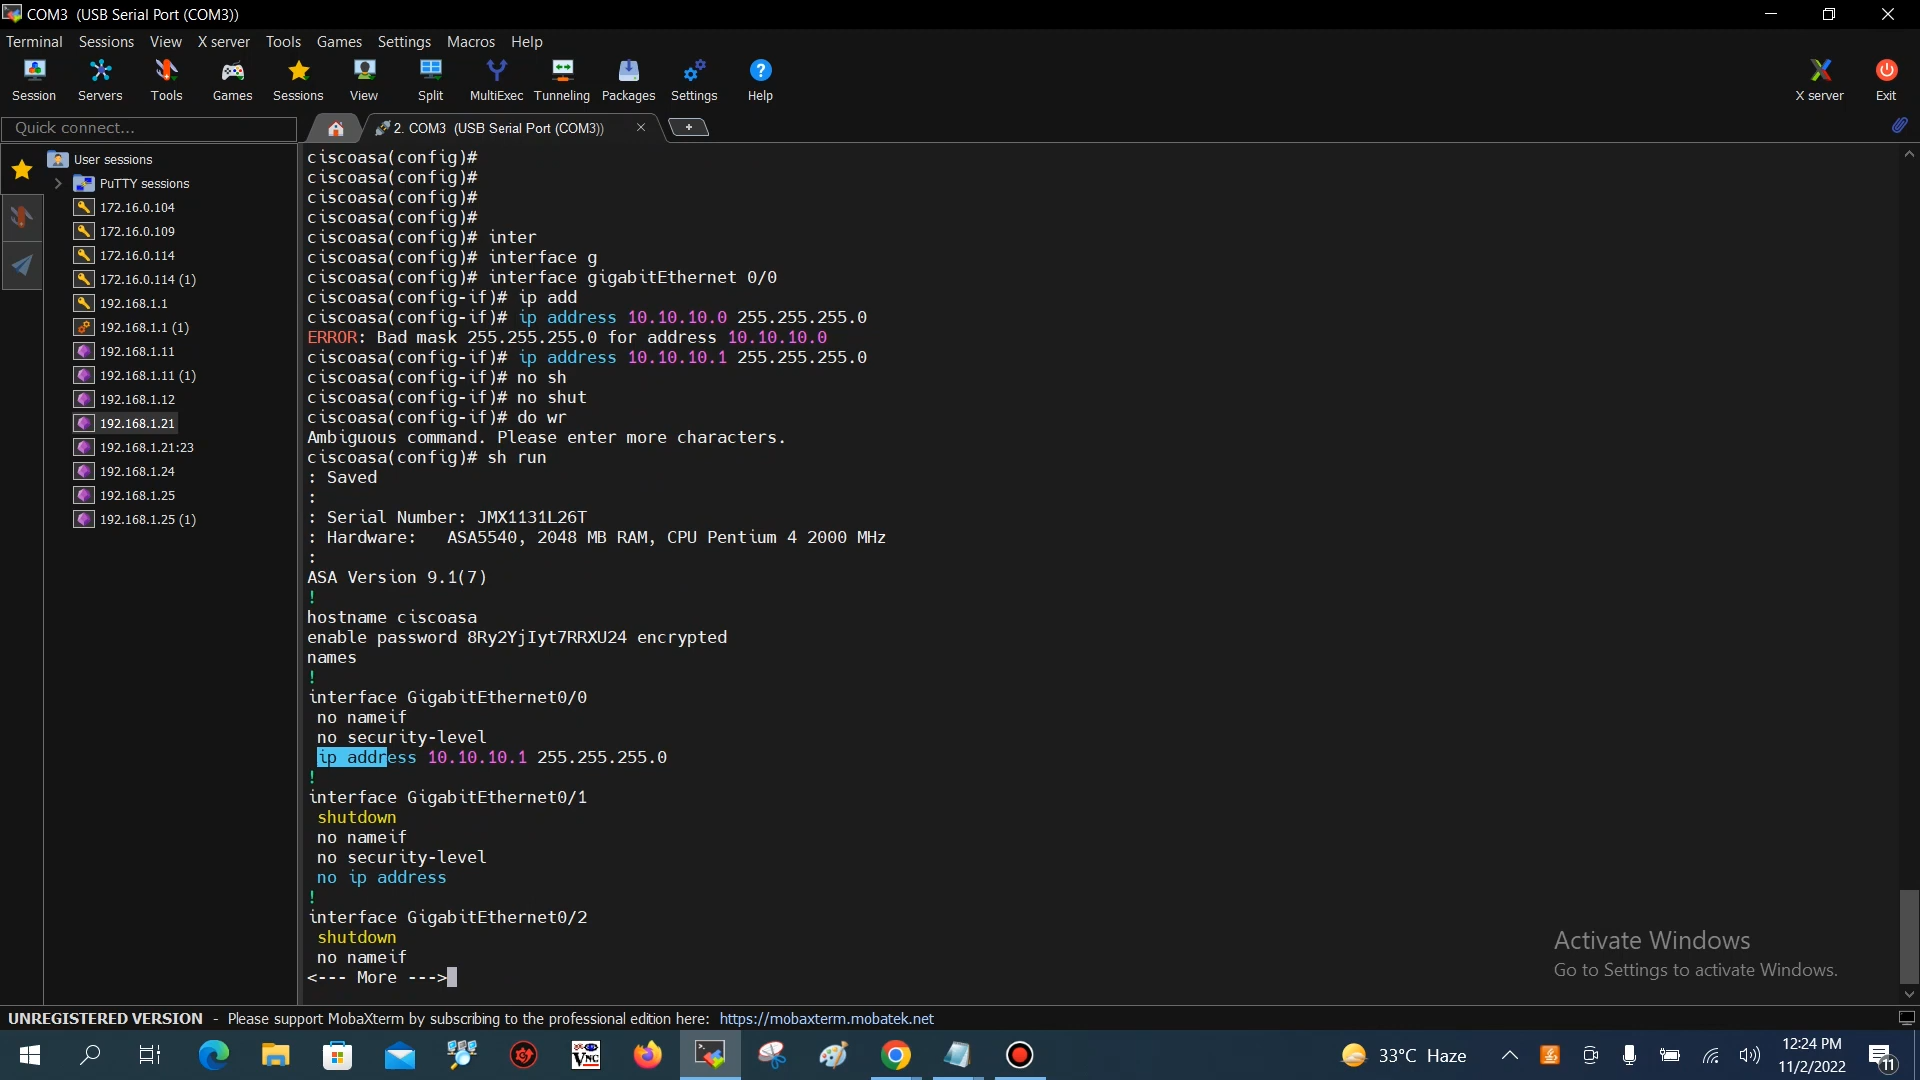 COM3 (USB Serial Port (COM3))
Terminal Sessions View X server Tools Games Settings Macros Help
Session Servers Tools Games Sessions View Split MultiExec Tunneling Packages Settings Help X server Exit
Quick connect...
2. COM3 (USB Serial Port (COM3))
User sessions
PuTTY sessions
172.16.0.104
172.16.0.109
172.16.0.114
172.16.0.114 (1)
192.168.1.1
192.168.1.1 (1)
192.168.1.11
192.168.1.11 (1)
192.168.1.12
192.168.1.21
192.168.1.21:23
192.168.1.24
192.168.1.25
192.168.1.25 (1)
ciscoasa(config)#
ciscoasa(config)#
ciscoasa(config)#
ciscoasa(config)#
ciscoasa(config)# inter
ciscoasa(config)# interface g
ciscoasa(config)# interface gigabitEthernet 0/0
ciscoasa(config-if)# ip add
ciscoasa(config-if)# ip address 10.10.10.0 255.255.255.0
ERROR: Bad mask 255.255.255.0 for address 10.10.10.0
ciscoasa(config-if)# ip address 10.10.10.1 255.255.255.0
ciscoasa(config-if)# no sh
ciscoasa(config-if)# no shut
ciscoasa(config-if)# do wr
Ambiguous command. Please enter more characters.
ciscoasa(config)# sh run
: Saved
:
: Serial Number: JMX1131L26T
: Hardware: ASA5540, 2048 MB RAM, CPU Pentium 4 2000 MHz
:
ASA Version 9.1(7)
!
hostname ciscoasa
enable password 8Ry2YjIyt7RRXU24 encrypted
names
!
interface GigabitEthernet0/0
no nameif
no security-level
ip address 10.10.10.1 255.255.255.0
!
interface GigabitEthernet0/1
shutdown
no nameif
no security-level
no ip address
!
interface GigabitEthernet0/2
shutdown
no nameif
<--- More --->
Activate Windows
Go to Settings to activate Windows.
UNREGISTERED VERSION - Please support MobaXterm by subscribing to the professional edition here: https://mobaxterm.mobatek.net
33°C Haze
12:24 PM
11/2/2022
11